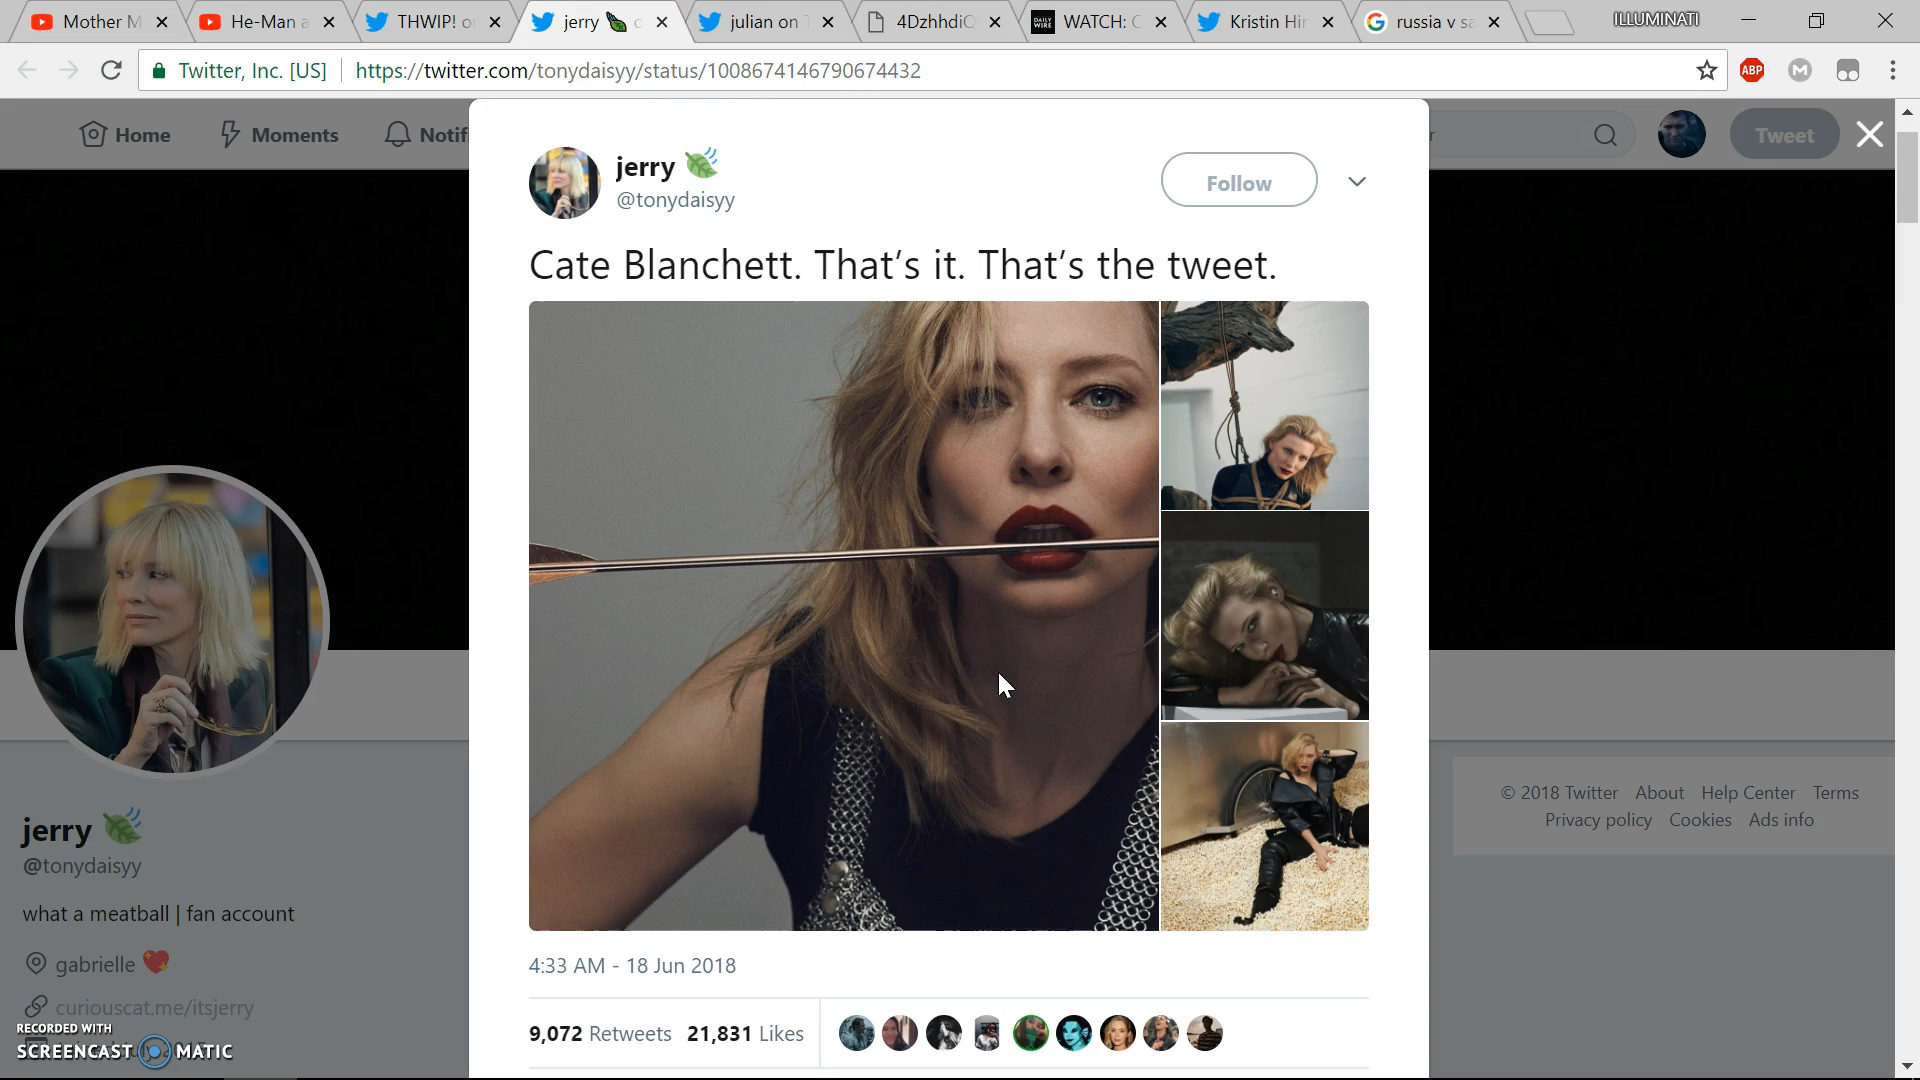 Mother M
He-Man a
THWIP! o
jerry
julian on T
4DzhhdiC
DAILY WIRE
WATCH: C
Kristin Hir
russia v sa
ILLUMINATI
Twitter, Inc. [US]
https://twitter.com/tonydaisyy/status/1008674146790674432
ABP
M
Home
Moments
Notif
Tweet
jerry
@tonydaisyy
Follow
Cate Blanchett. That's it. That's the tweet.
jerry
@tonydaisyy
what a meatball | fan account
gabrielle
curiouscat.me/itsjerry
© 2018 Twitter About Help Center Terms
Privacy policy Cookies Ads info
4:33 AM - 18 Jun 2018
9,072 Retweets 21,831 Likes
RECORDED WITH
SCREENCAST MATIC